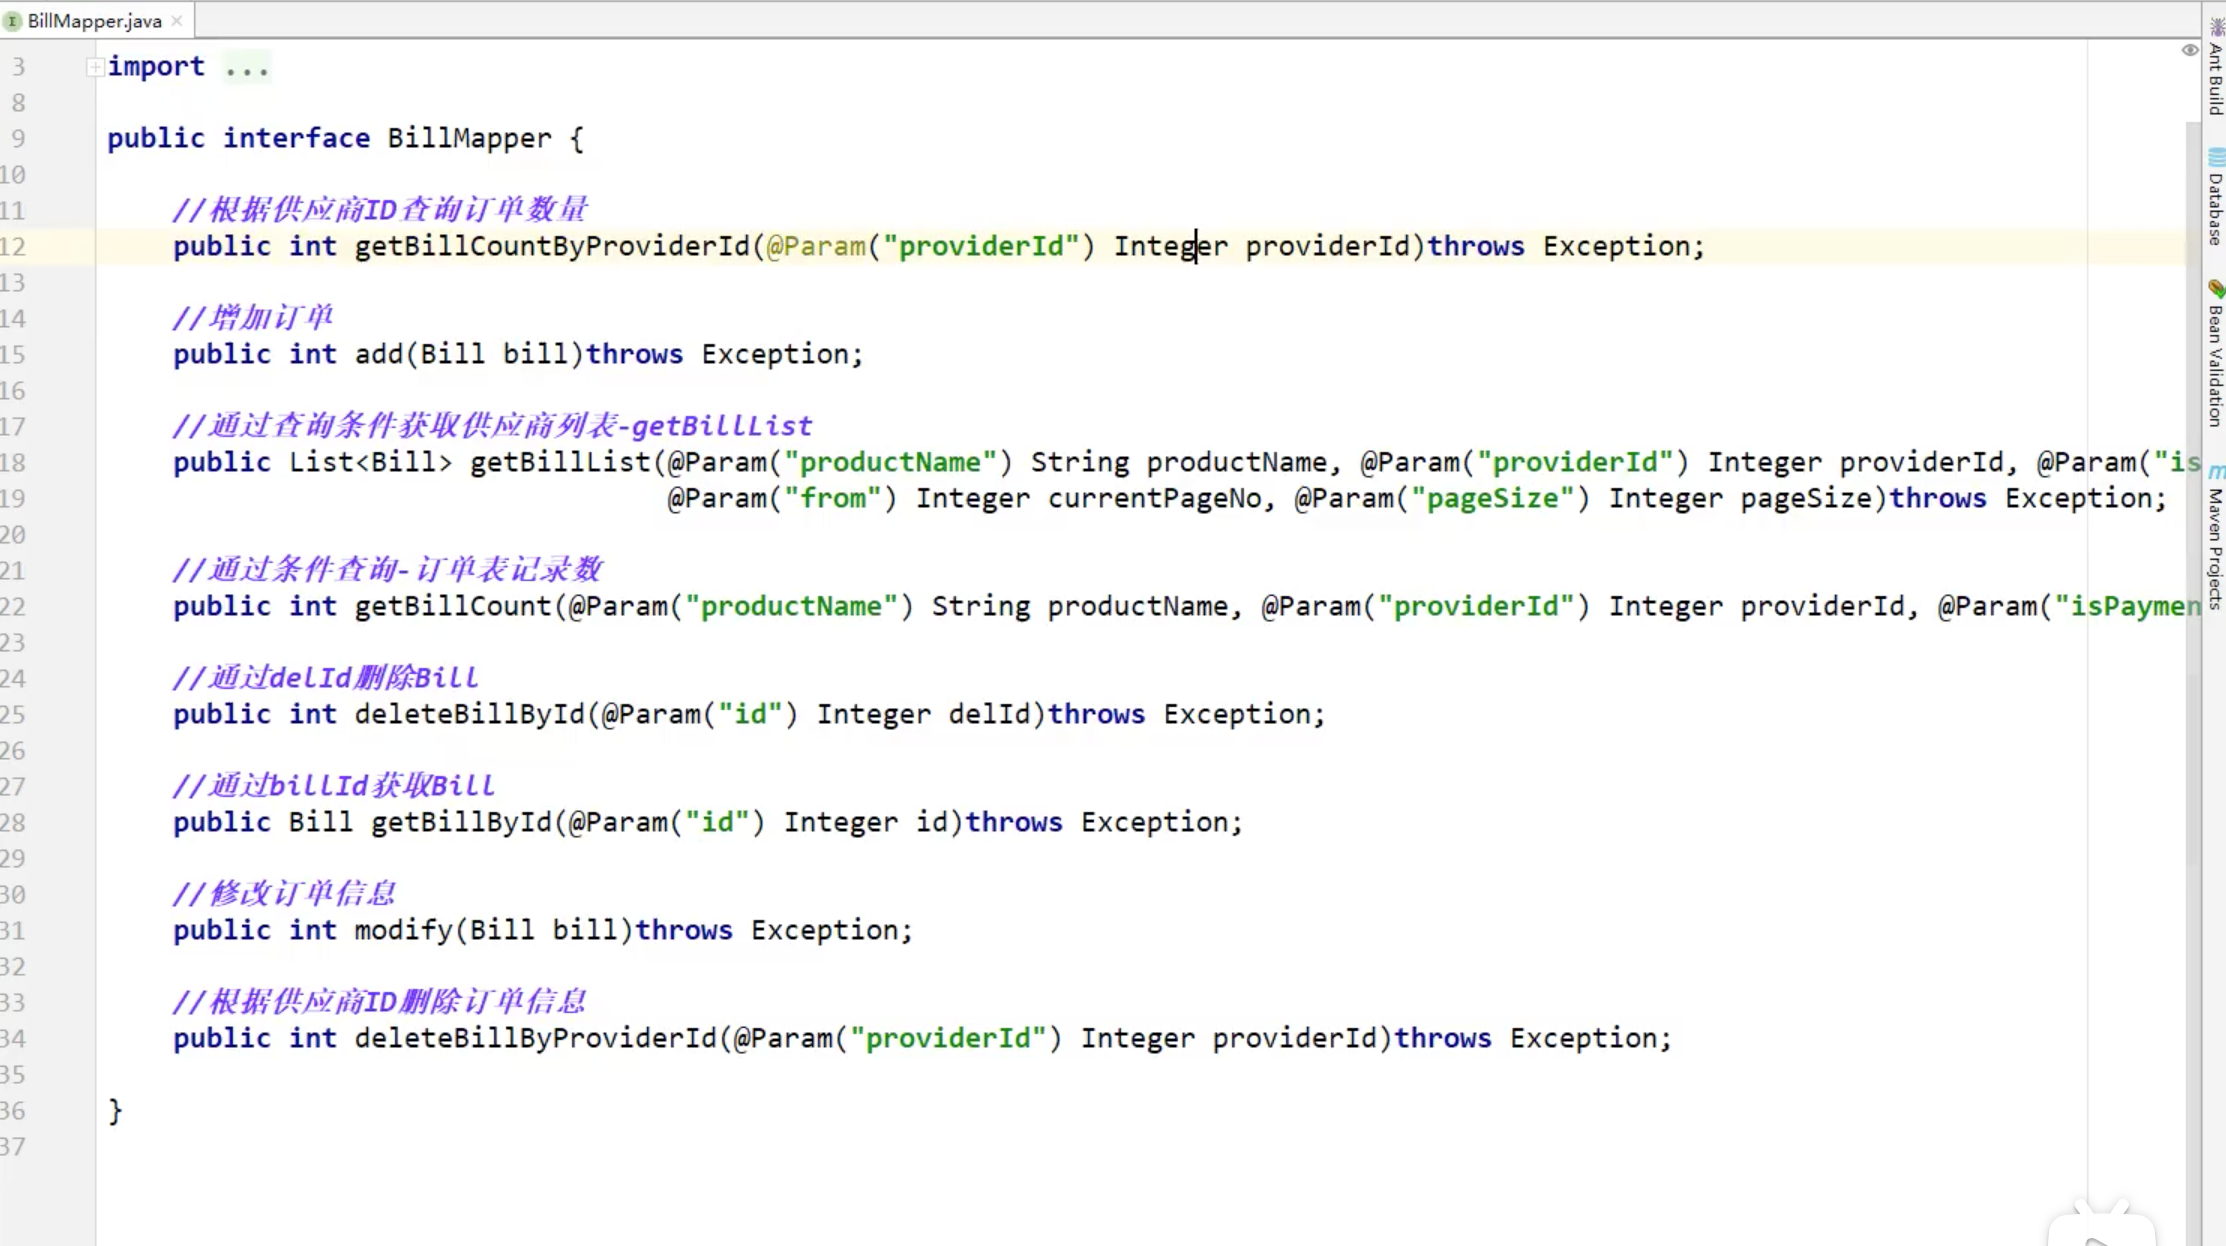 BillMapper.java
3 import ...
8
9 public interface BillMapper {
10
11 //根据供应商ID查询订单数量
12 public int getBillCountByProviderId(@Param("providerId") Integer providerId)throws Exception;
13
14 //增加订单
15 public int add(Bill bill)throws Exception;
16
17 //通过查询条件获取供应商列表-getBillList
18 public List<Bill> getBillList(@Param("productName") String productName, @Param("providerId") Integer providerId, @Param("is
19 @Param("from") Integer currentPageNo, @Param("pageSize") Integer pageSize)throws Exception;
20
21 //通过条件查询-订单表记录数
22 public int getBillCount(@Param("productName") String productName, @Param("providerId") Integer providerId, @Param("isPaymen
23
24 //通过delId删除Bill
25 public int deleteBillById(@Param("id") Integer delId)throws Exception;
26
27 //通过billId获取Bill
28 public Bill getBillById(@Param("id") Integer id)throws Exception;
29
30 //修改订单信息
31 public int modify(Bill bill)throws Exception;
32
33 //根据供应商ID删除订单信息
34 public int deleteBillByProviderId(@Param("providerId") Integer providerId)throws Exception;
35
36 }
37
Ant Build
Database
Bean Validation
Maven Projects